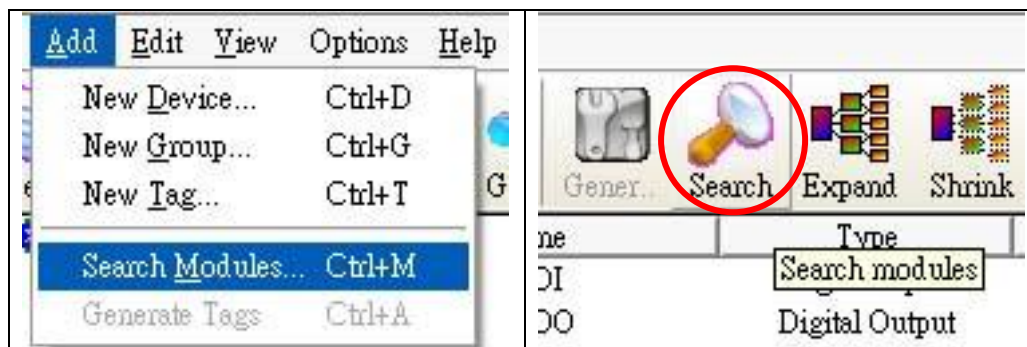 Add Edit View Options Help
New Device... Ctrl+D
New Group... Ctrl+G
New Tag... Ctrl+T
Search Modules... Ctrl+M
Generate Tags Ctrl+A
G
Gener... Search Expand Shrink
me Type
Search modules
DI
DO Digital Output